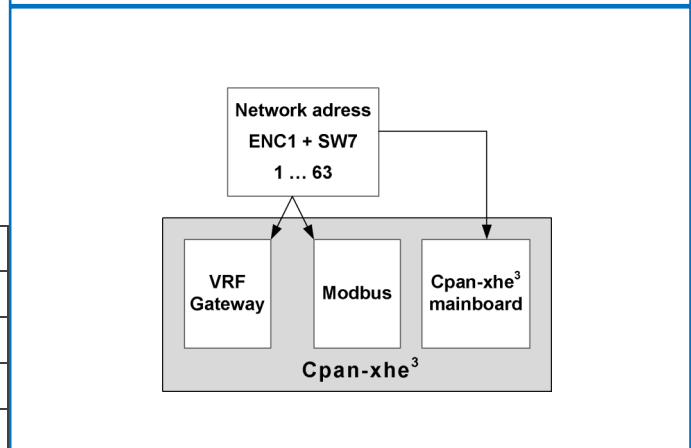 Network adress
ENC1 + SW7
1 ... 63
VRF
Gateway
Modbus
Cpan-xhe³
mainboard
Cpan-xhe³